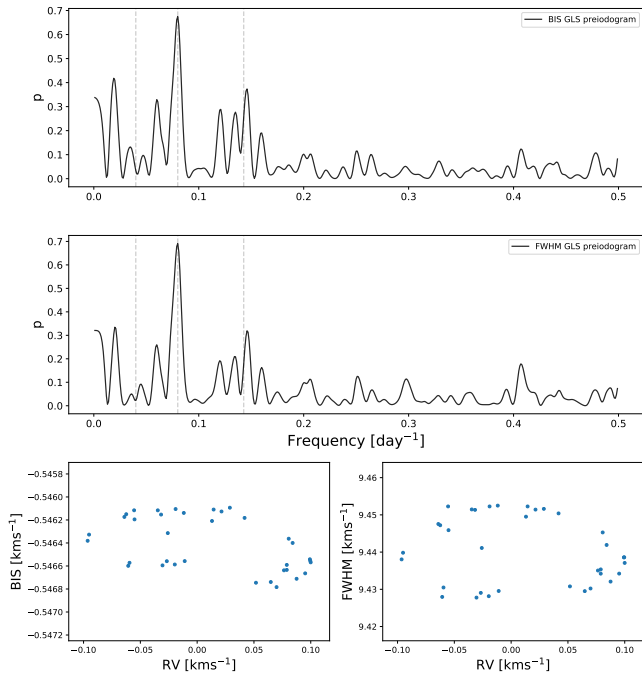 0.7
0.6
0.5
0.4
0.3
0.2
0.1
0.0
p
BIS GLS preiodogram
0.0 0.1 0.2 0.3 0.4 0.5
0.7
0.6
0.5
0.4
0.3
0.2
0.1
0.0
p
FWHM GLS preiodogram
0.0 0.1 0.2 0.3 0.4 0.5
Frequency [day⁻¹]
−0.5458
−0.5460
−0.5462
−0.5464
−0.5466
−0.5468
−0.5470
−0.5472
BIS [kms⁻¹]
−0.10 −0.05 0.00 0.05 0.10
RV [kms⁻¹]
9.46
9.45
9.44
9.43
9.42
FWHM [kms⁻¹]
−0.10 −0.05 0.00 0.05 0.10
RV [kms⁻¹]